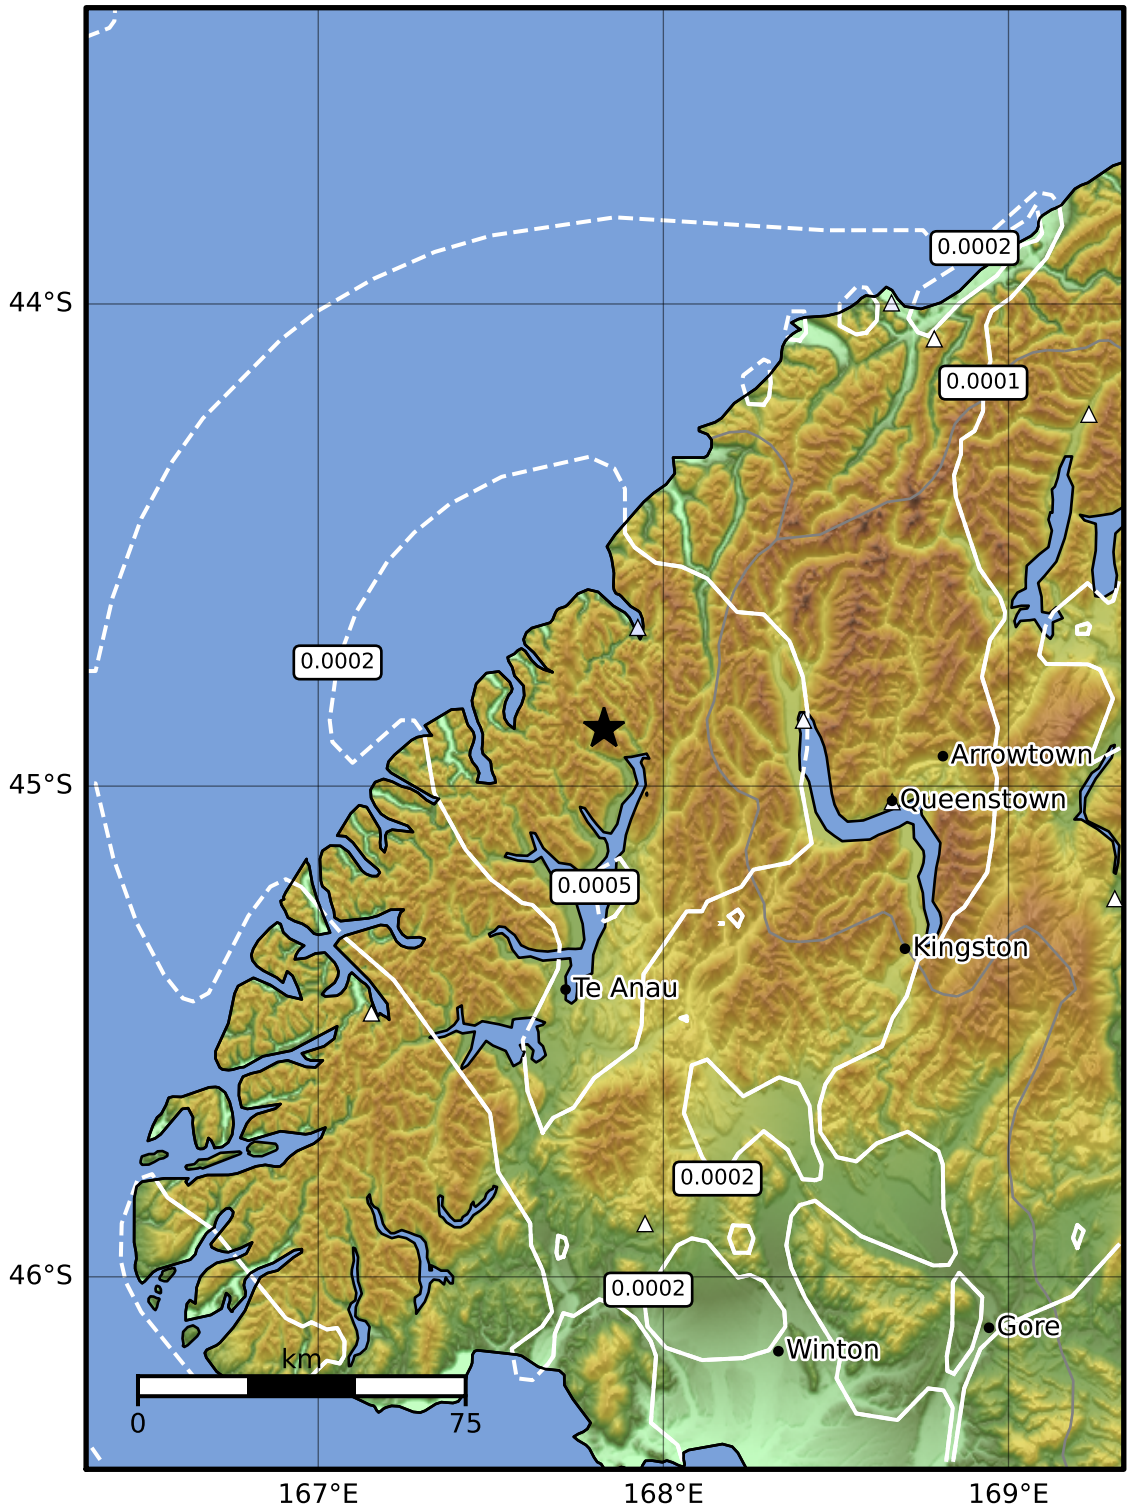 0.0002
44°S
0.0001
0.0002
Arrowtown
45°S
Queenstown
0.0005
Kingston
Te Anau
0.0002
46°S
0.0002
Gore
Winton
km
0
75
167°E
168°E
169°E